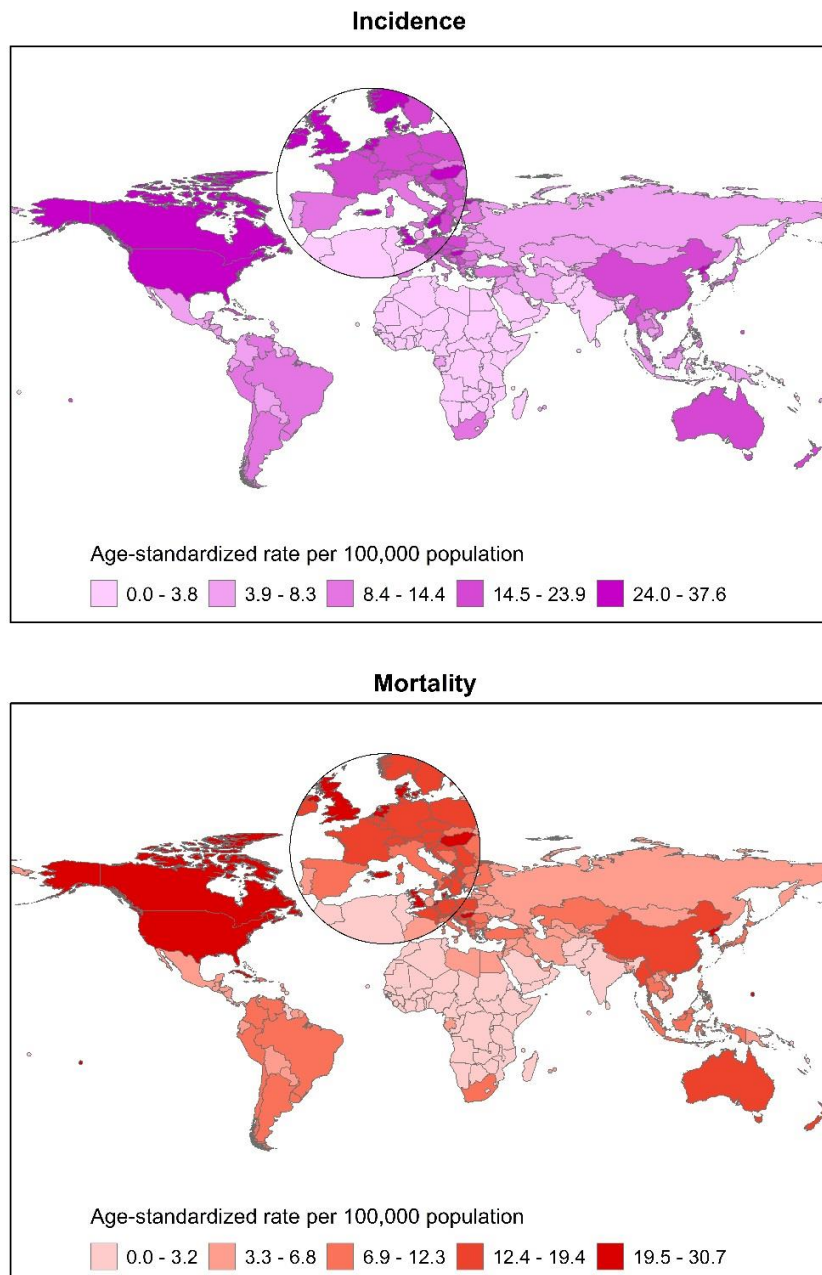 Incidence
Age-standardized rate per 100,000 population
0.0 - 3.8 3.9 - 8.3 8.4 - 14.4 14.5 - 23.9 24.0 - 37.6
Mortality
Age-standardized rate per 100,000 population
0.0 - 3.2 3.3 - 6.8 6.9 - 12.3 12.4 - 19.4 19.5 - 30.7